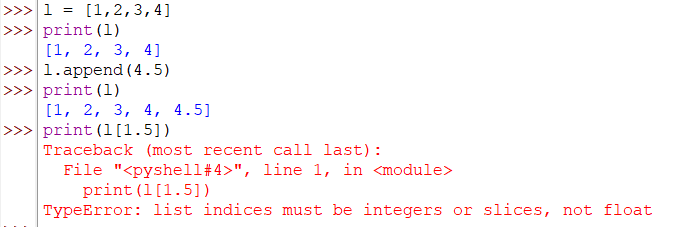 >>> l = [1,2,3,4]
>>> print(l)
[1, 2, 3, 4]
>>> l.append(4.5)
>>> print(l)
[1, 2, 3, 4, 4.5]
>>> print(l[1.5])
Traceback (most recent call last):
  File "<pyshell#4>", line 1, in <module>
    print(l[1.5])
TypeError: list indices must be integers or slices, not float